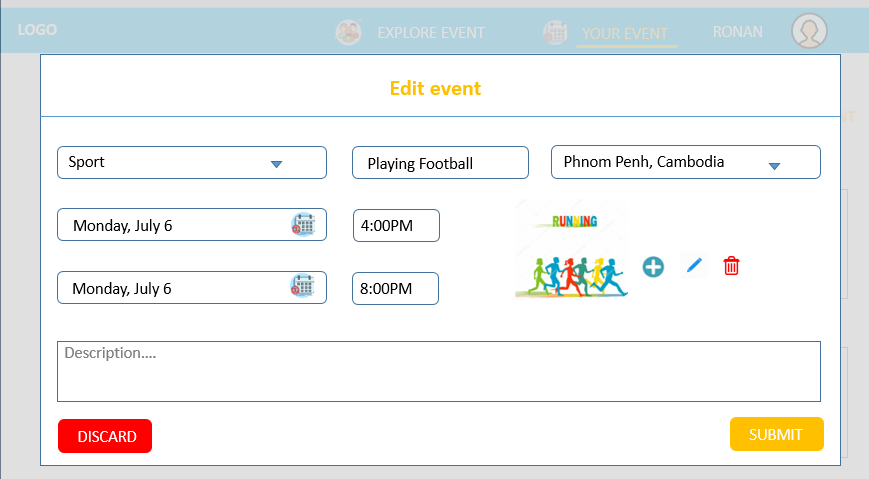 LOGO
EXPLORE EVENT
YOUR EVENT
RONAN
Edit event
Sport
Playing Football
Phnom Penh, Cambodia
Monday, July 6
4:00PM
RUNNING
Monday, July 6
8:00PM
Description....
DISCARD
SUBMIT